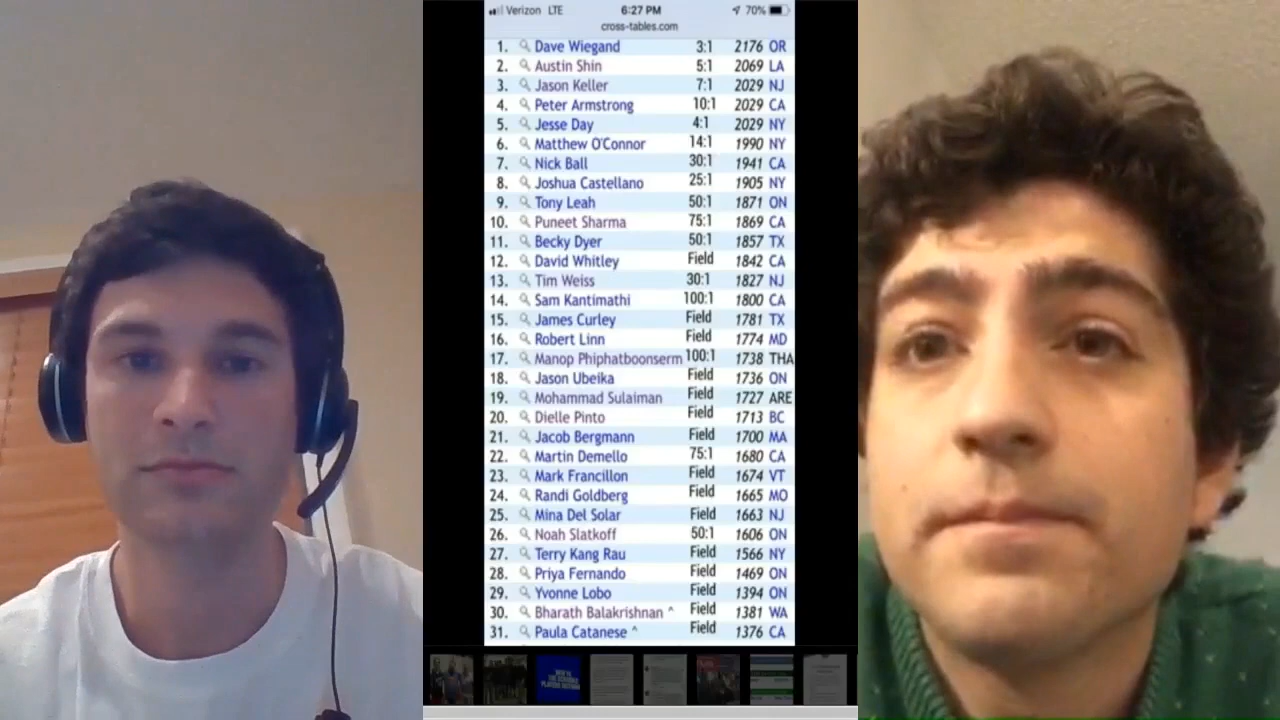 Verizon LTE 6:27 PM 70%
cross-tables.com
1. Dave Wiegand 3:1 2176 OR
2. Austin Shin 5:1 2069 LA
3. Jason Keller 7:1 2029 NJ
4. Peter Armstrong 10:1 2029 CA
5. Jesse Day 4:1 2029 NY
6. Matthew O'Connor 14:1 1990 NY
7. Nick Ball 30:1 1941 CA
8. Joshua Castellano 25:1 1905 NY
9. Tony Leah 50:1 1871 ON
10. Puneet Sharma 75:1 1869 CA
11. Becky Dyer 50:1 1857 TX
12. David Whitley Field 1842 CA
13. Tim Weiss 30:1 1827 NJ
14. Sam Kantimathi 100:1 1800 CA
15. James Curley Field 1781 TX
16. Robert Linn Field 1774 MD
17. Manop Phiphatboonserm 100:1 1738 THA
18. Jason Ubeika Field 1736 ON
19. Mohammad Sulaiman Field 1727 ARE
20. Dielle Pinto Field 1713 BC
21. Jacob Bergmann Field 1700 MA
22. Martin Demello 75:1 1680 CA
23. Mark Francillon Field 1674 VT
24. Randi Goldberg Field 1665 MO
25. Mina Del Solar Field 1663 NJ
26. Noah Slatkoff 50:1 1606 ON
27. Terry Kang Rau Field 1566 NY
28. Priya Fernando Field 1469 ON
29. Yvonne Lobo Field 1394 ON
30. Bharath Balakrishnan ^ Field 1381 WA
31. Paula Catanese ^ Field 1376 CA